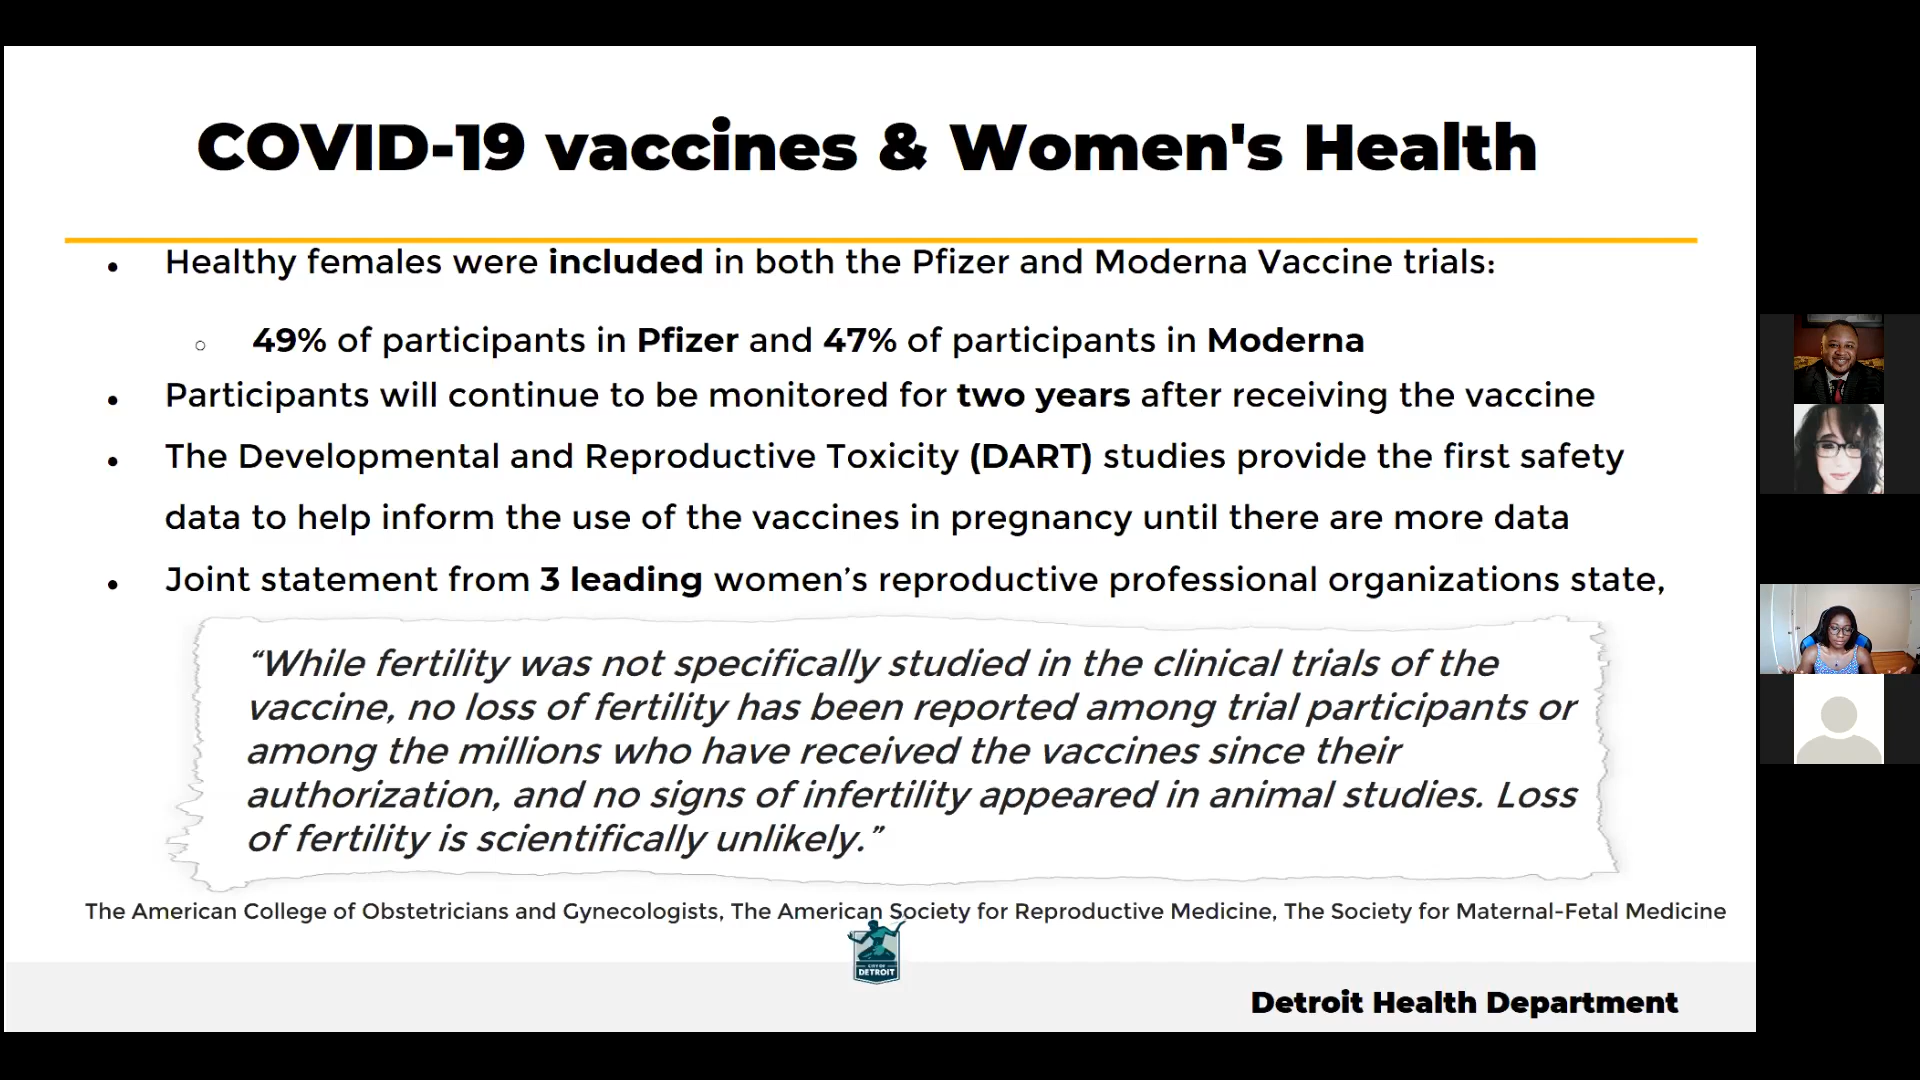 COVID-19 vaccines & Women's Health
• Healthy females were included in both the Pfizer and Moderna Vaccine trials:
○ 49% of participants in Pfizer and 47% of participants in Moderna
• Participants will continue to be monitored for two years after receiving the vaccine
• The Developmental and Reproductive Toxicity (DART) studies provide the first safety
data to help inform the use of the vaccines in pregnancy until there are more data
• Joint statement from 3 leading women’s reproductive professional organizations state,
“While fertility was not specifically studied in the clinical trials of the
vaccine, no loss of fertility has been reported among trial participants or
among the millions who have received the vaccines since their
authorization, and no signs of infertility appeared in animal studies. Loss
of fertility is scientifically unlikely.”
The American College of Obstetricians and Gynecologists, The American Society for Reproductive Medicine, The Society for Maternal-Fetal Medicine
CITY OF
DETROIT
Detroit Health Department